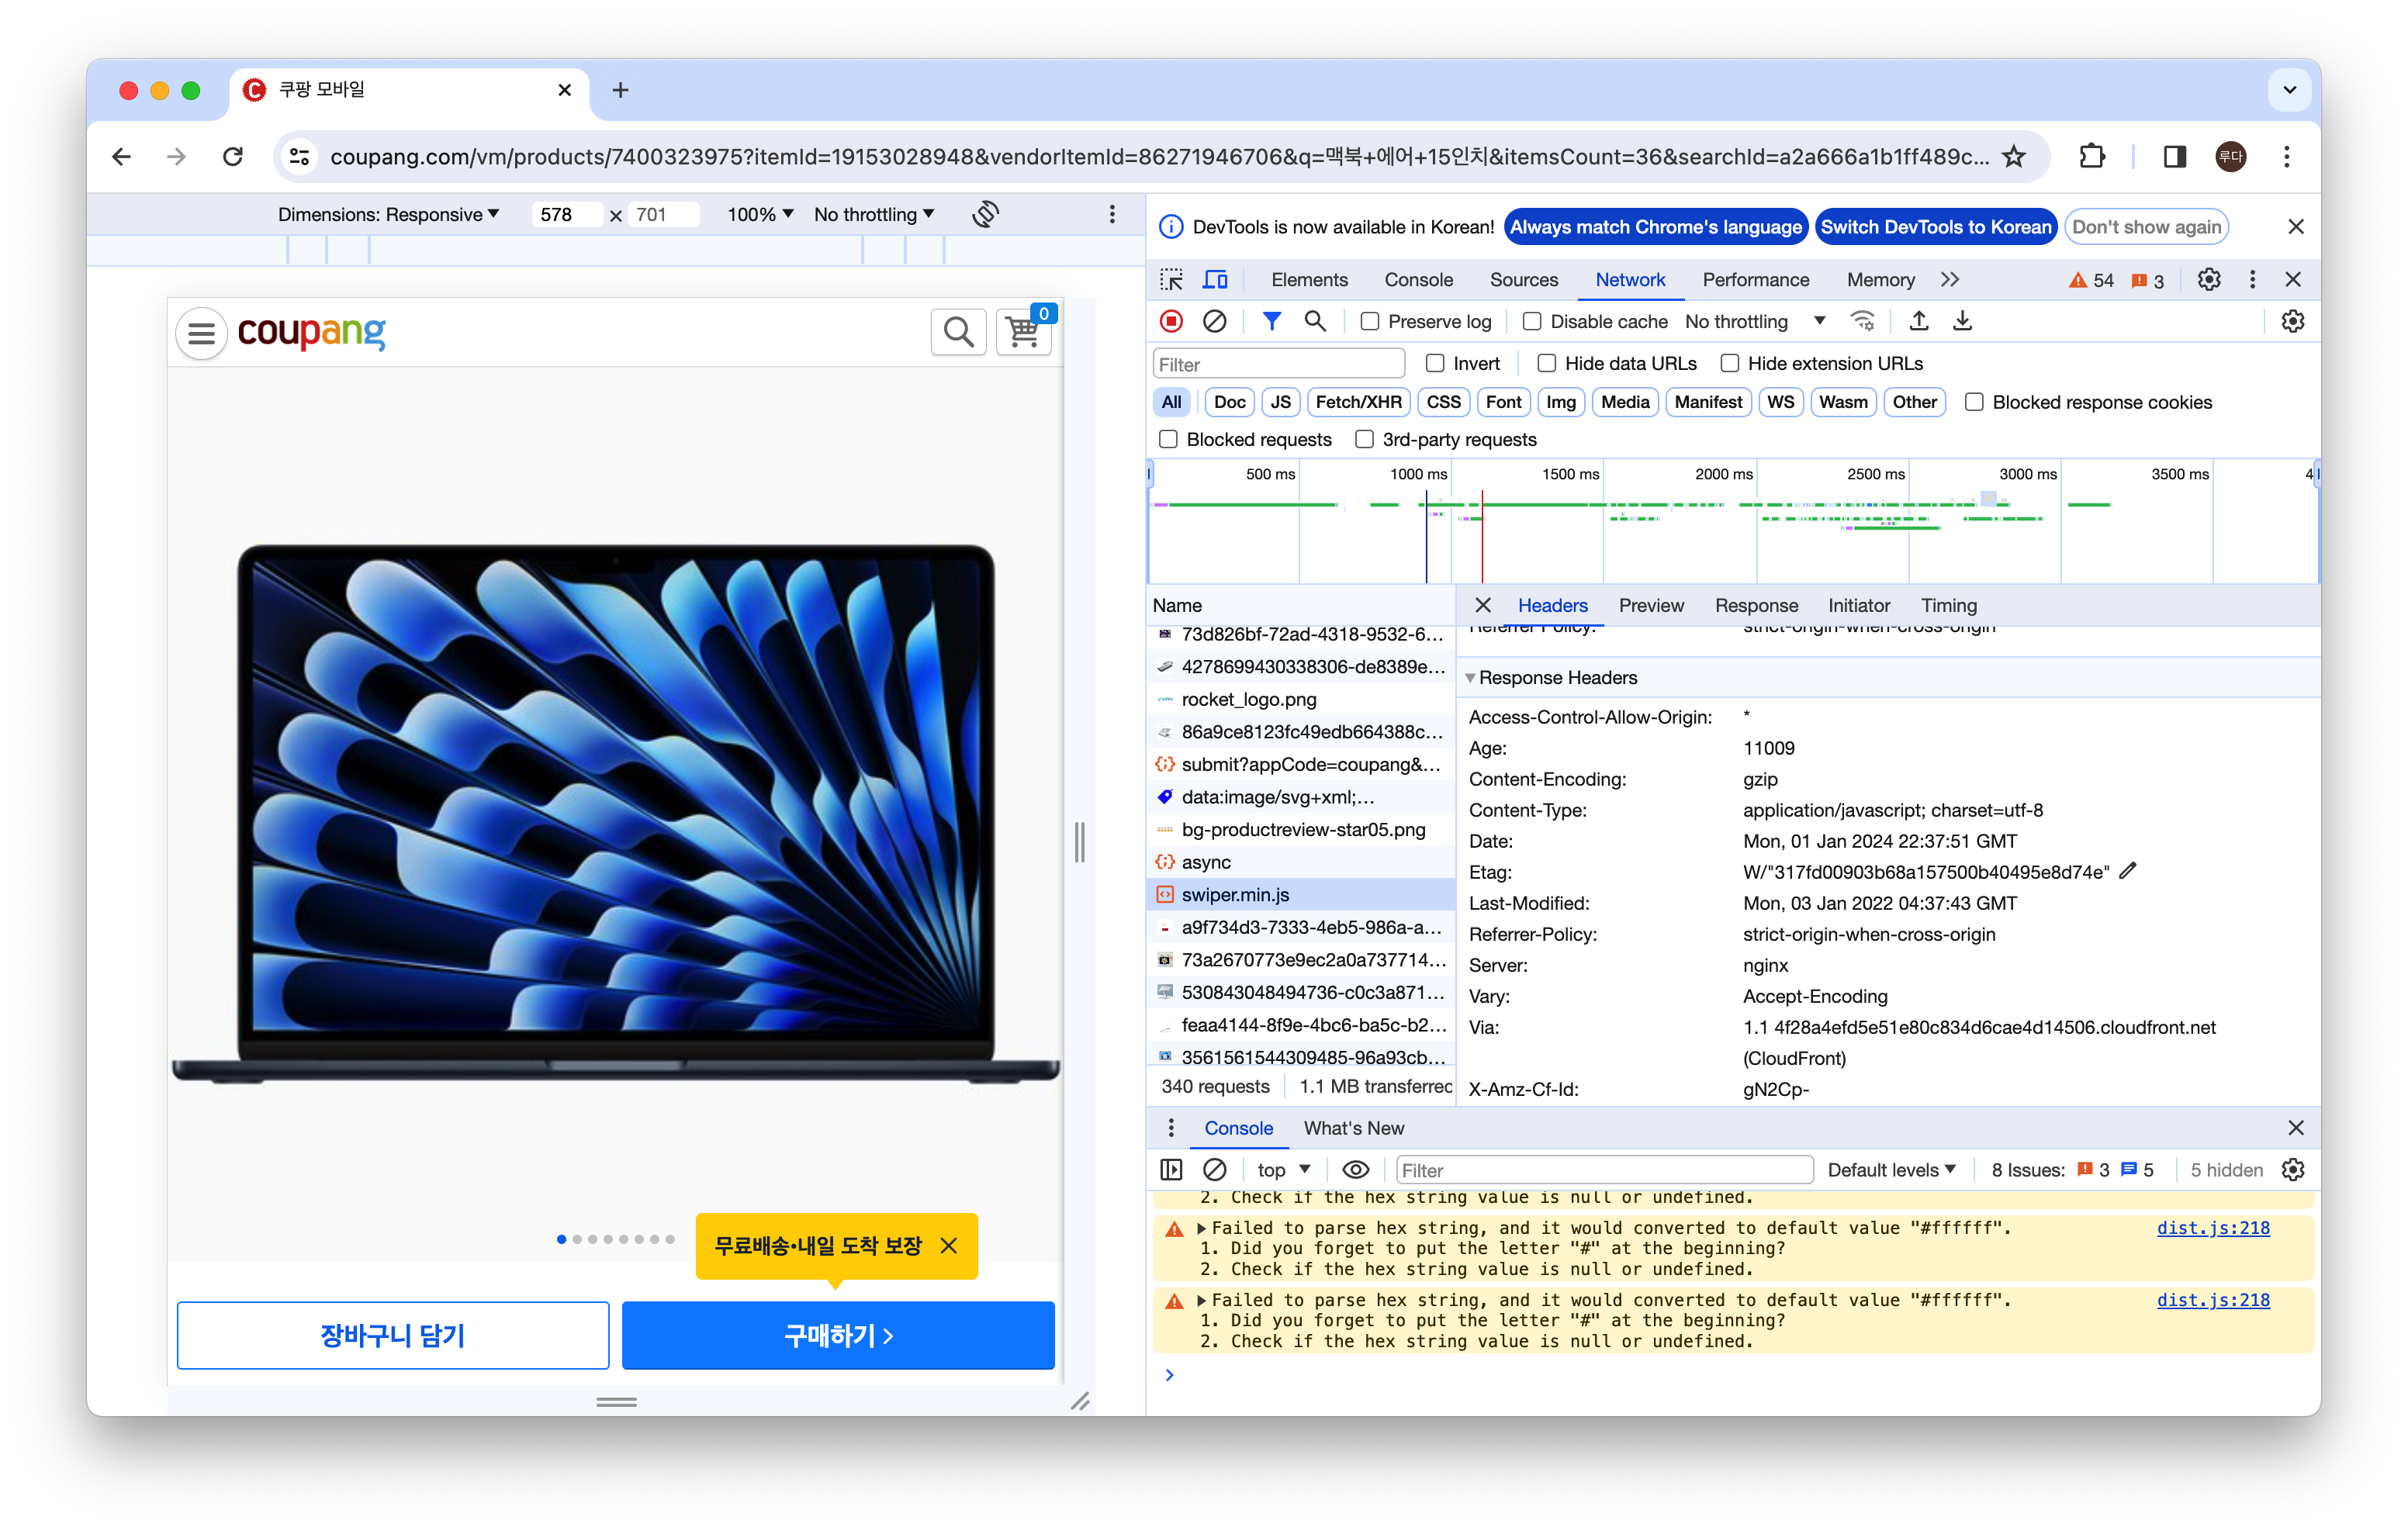 쿠팡 모바일
coupang.com/vm/products/7400323975?itemId=19153028948&vendorItemId=86271946706&q=맥북+에어+15인치&itemsCount=36&searchId=a2a666a1b1ff489c...
루다
Dimensions: Responsive 578 × 701 100% No throttling
coupang
0
무료배송•내일 도착 보장
장바구니 담기
구매하기
DevTools is now available in Korean! Always match Chrome's language Switch DevTools to Korean Don't show again
Elements Console Sources Network Performance Memory 54 3
Preserve log Disable cache No throttling
Filter Invert Hide data URLs Hide extension URLs
All Doc JS Fetch/XHR CSS Font Img Media Manifest WS Wasm Other Blocked response cookies
Blocked requests 3rd-party requests
500 ms 1000 ms 1500 ms 2000 ms 2500 ms 3000 ms 3500 ms 4
Name
73d826bf-72ad-4318-9532-6...
4278699430338306-de8389e...
rocket_logo.png
86a9ce8123fc49edb664388c...
submit?appCode=coupang&...
data:image/svg+xml;...
bg-productreview-star05.png
async
swiper.min.js
a9f734d3-7333-4eb5-986a-a...
73a2670773e9ec2a0a737714...
530843048494736-c0c3a871...
feaa4144-8f9e-4bc6-ba5c-b2...
3561561544309485-96a93cb...
340 requests 1.1 MB transferred
Headers Preview Response Initiator Timing
Referrer-Policy: strict-origin-when-cross-origin
Response Headers
Access-Control-Allow-Origin: *
Age: 11009
Content-Encoding: gzip
Content-Type: application/javascript; charset=utf-8
Date: Mon, 01 Jan 2024 22:37:51 GMT
Etag: W/"317fd00903b68a157500b40495e8d74e"
Last-Modified: Mon, 03 Jan 2022 04:37:43 GMT
Referrer-Policy: strict-origin-when-cross-origin
Server: nginx
Vary: Accept-Encoding
Via: 1.1 4f28a4efd5e51e80c834d6cae4d14506.cloudfront.net
(CloudFront)
X-Amz-Cf-Id: gN2Cp-
Console What's New
top Filter Default levels 8 Issues: 3 5 5 hidden
2. Check if the hex string value is null or undefined.
Failed to parse hex string, and it would converted to default value "#ffffff". dist.js:218
1. Did you forget to put the letter "#" at the beginning?
2. Check if the hex string value is null or undefined.
Failed to parse hex string, and it would converted to default value "#ffffff". dist.js:218
1. Did you forget to put the letter "#" at the beginning?
2. Check if the hex string value is null or undefined.